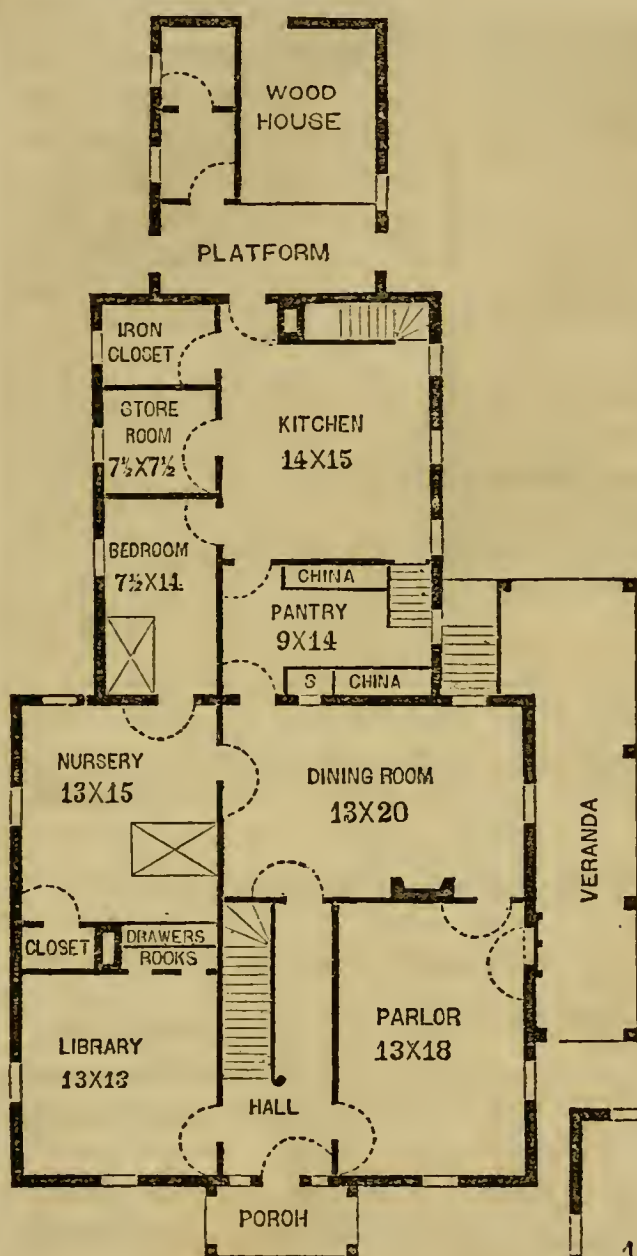 WOOD
HOUSE
PLATFORM
IRON
CLOSET
STORE
ROOM
7½X7½
KITCHEN
14X15
BEDROOM
7½X11
CHINA
PANTRY
9X14
S
CHINA
NURSERY
13X15
DINING ROOM
13X20
VERANDA
CLOSET
DRAWERS
ROOKS
LIBRARY
13X13
PARLOR
13X18
HALL
POROH